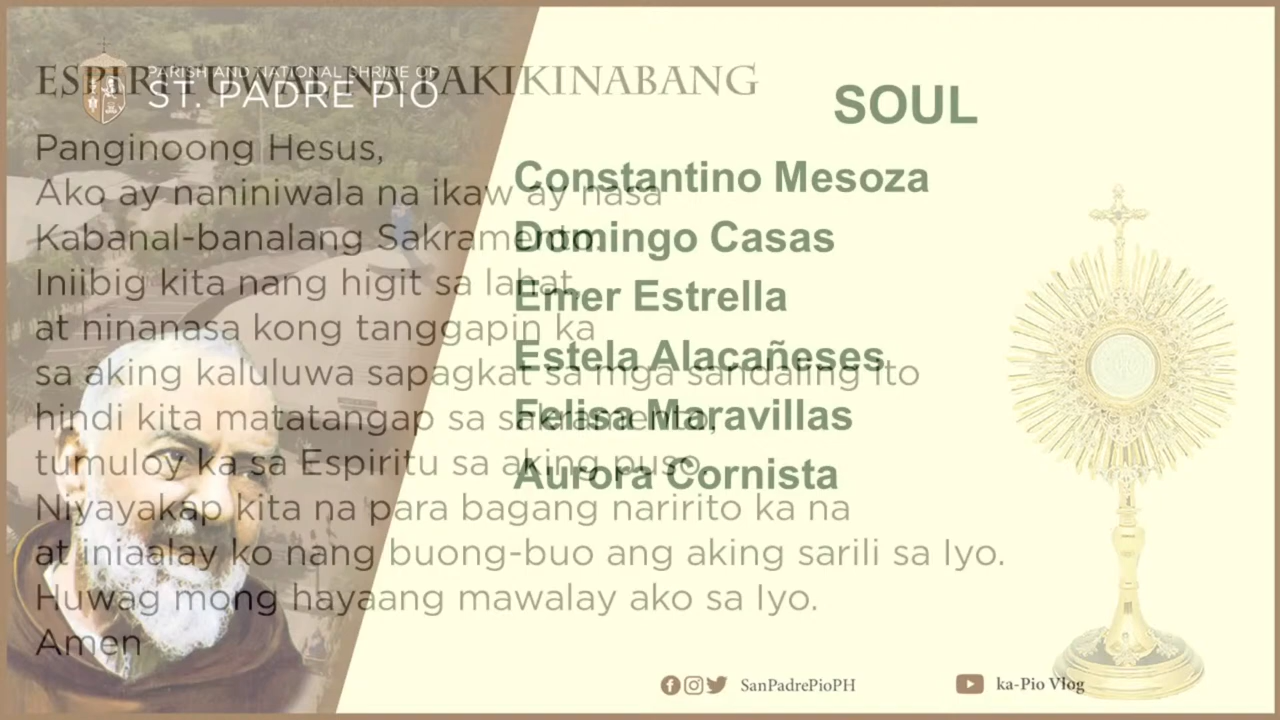 ESPIRITUWAL NA PAKIKINABANG
PARISH AND NATIONAL SHRINE OF
ST. PADRE PIO
Panginoong Hesus,
Ako ay naniniwala na ikaw ay nasa
Kabanal-banalang Sakramento.
Iniibig kita nang higit sa lahat,
at ninanasa kong tanggapin ka
sa aking kaluluwa sapagkat sa mga sandaling ito
hindi kita matatangap sa sakramento,
tumuloy ka sa Espiritu sa aking puso.
Niyayakap kita na para bagang naririto ka na
at iniaalay ko nang buong-buo ang aking sarili sa Iyo.
Huwag mong hayaang mawalay ako sa Iyo.
Amen
SOUL
Constantino Mesoza
Domingo Casas
Emer Estrella
Estela Alacañeses
Felisa Maravillas
Aurora Cornista
SanPadrePioPH
ka-Pio Vlog